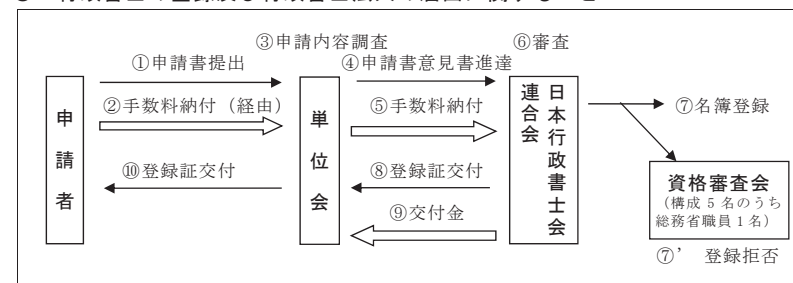 ③申請内容調査
⑥審査
①申請書提出
④申請書意見書進達
②手数料納付（経由）
⑤手数料納付
⑦名簿登録
申請者
単位会
日本行政書士会
連合会
⑩登録証交付
⑧登録証交付
⑨交付金
資格審査会
（構成５名のうち
総務省職員１名）
⑦’　登録拒否